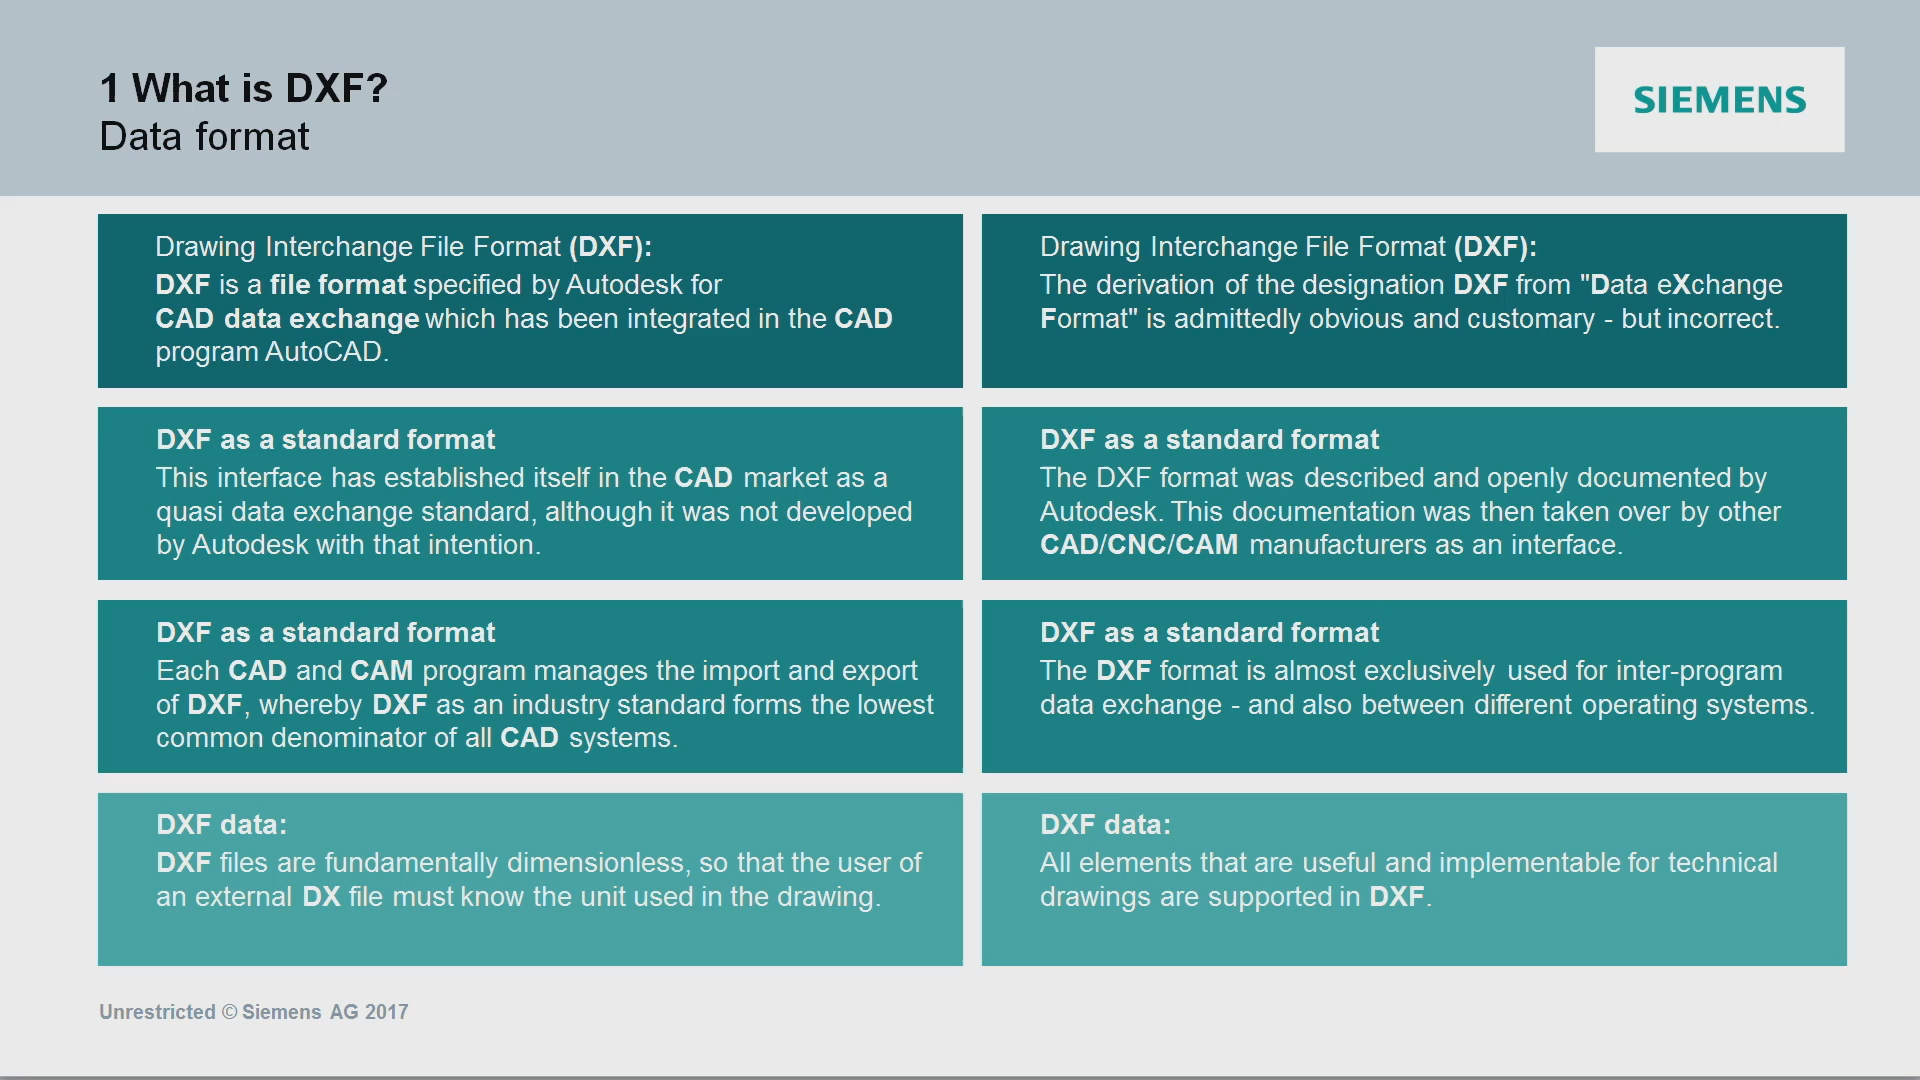 1 What is DXF?
Data format
SIEMENS
Drawing Interchange File Format (DXF):
DXF is a file format specified by Autodesk for
CAD data exchange which has been integrated in the CAD
program AutoCAD.
Drawing Interchange File Format (DXF):
The derivation of the designation DXF from "Data eXchange
Format" is admittedly obvious and customary - but incorrect.
DXF as a standard format
This interface has established itself in the CAD market as a
quasi data exchange standard, although it was not developed
by Autodesk with that intention.
DXF as a standard format
The DXF format was described and openly documented by
Autodesk. This documentation was then taken over by other
CAD/CNC/CAM manufacturers as an interface.
DXF as a standard format
Each CAD and CAM program manages the import and export
of DXF, whereby DXF as an industry standard forms the lowest
common denominator of all CAD systems.
DXF as a standard format
The DXF format is almost exclusively used for inter-program
data exchange - and also between different operating systems.
DXF data:
DXF files are fundamentally dimensionless, so that the user of
an external DX file must know the unit used in the drawing.
DXF data:
All elements that are useful and implementable for technical
drawings are supported in DXF.
Unrestricted © Siemens AG 2017